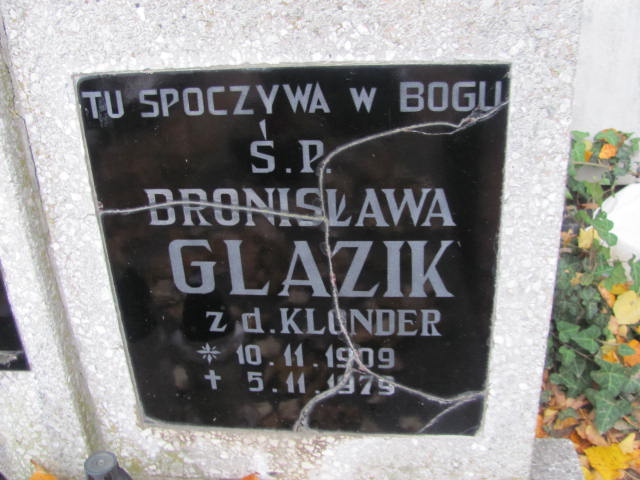 TU SPOCZYWA W BOGU
Ś.P.
BRONISŁAWA
GLAZIK
z d. KLONDER
* 10.11.1909
+ 5.11.1979